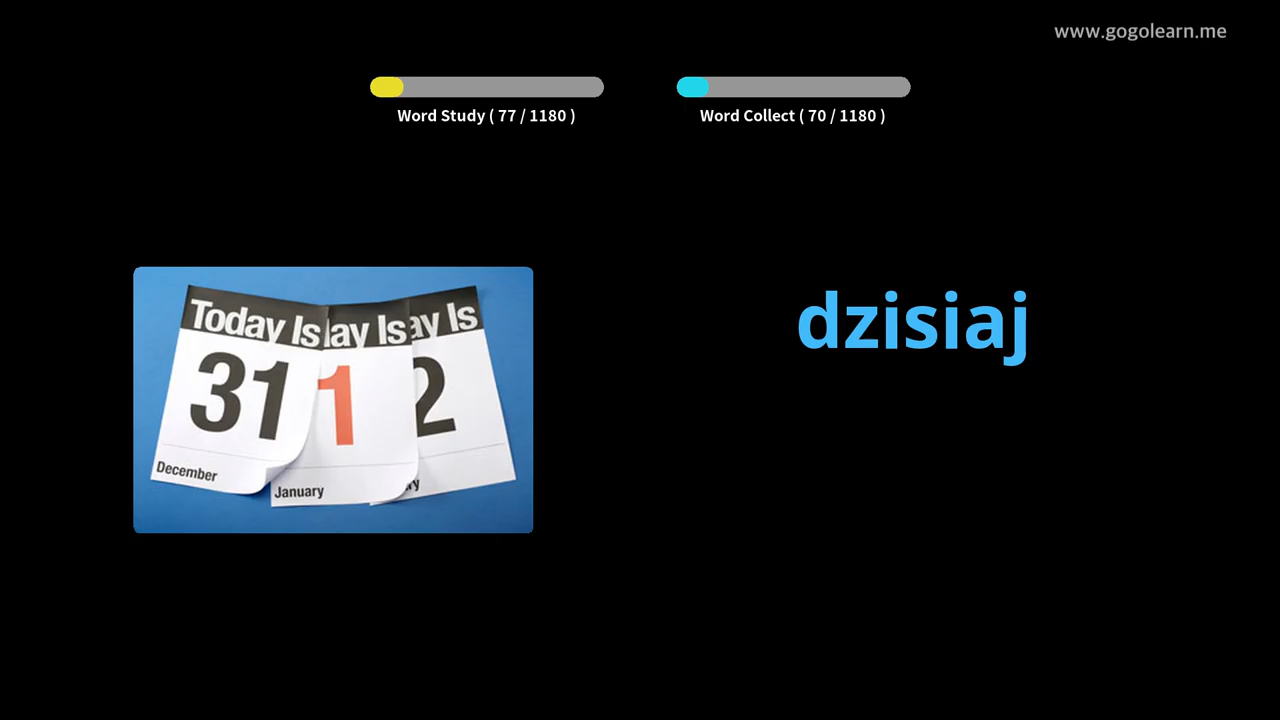 www.gogolearn.me
Word Study ( 77 / 1180 )
Word Collect ( 70 / 1180 )
dzisiaj
Today Is
ay Is
ay Is
31
1
2
December
January
ry